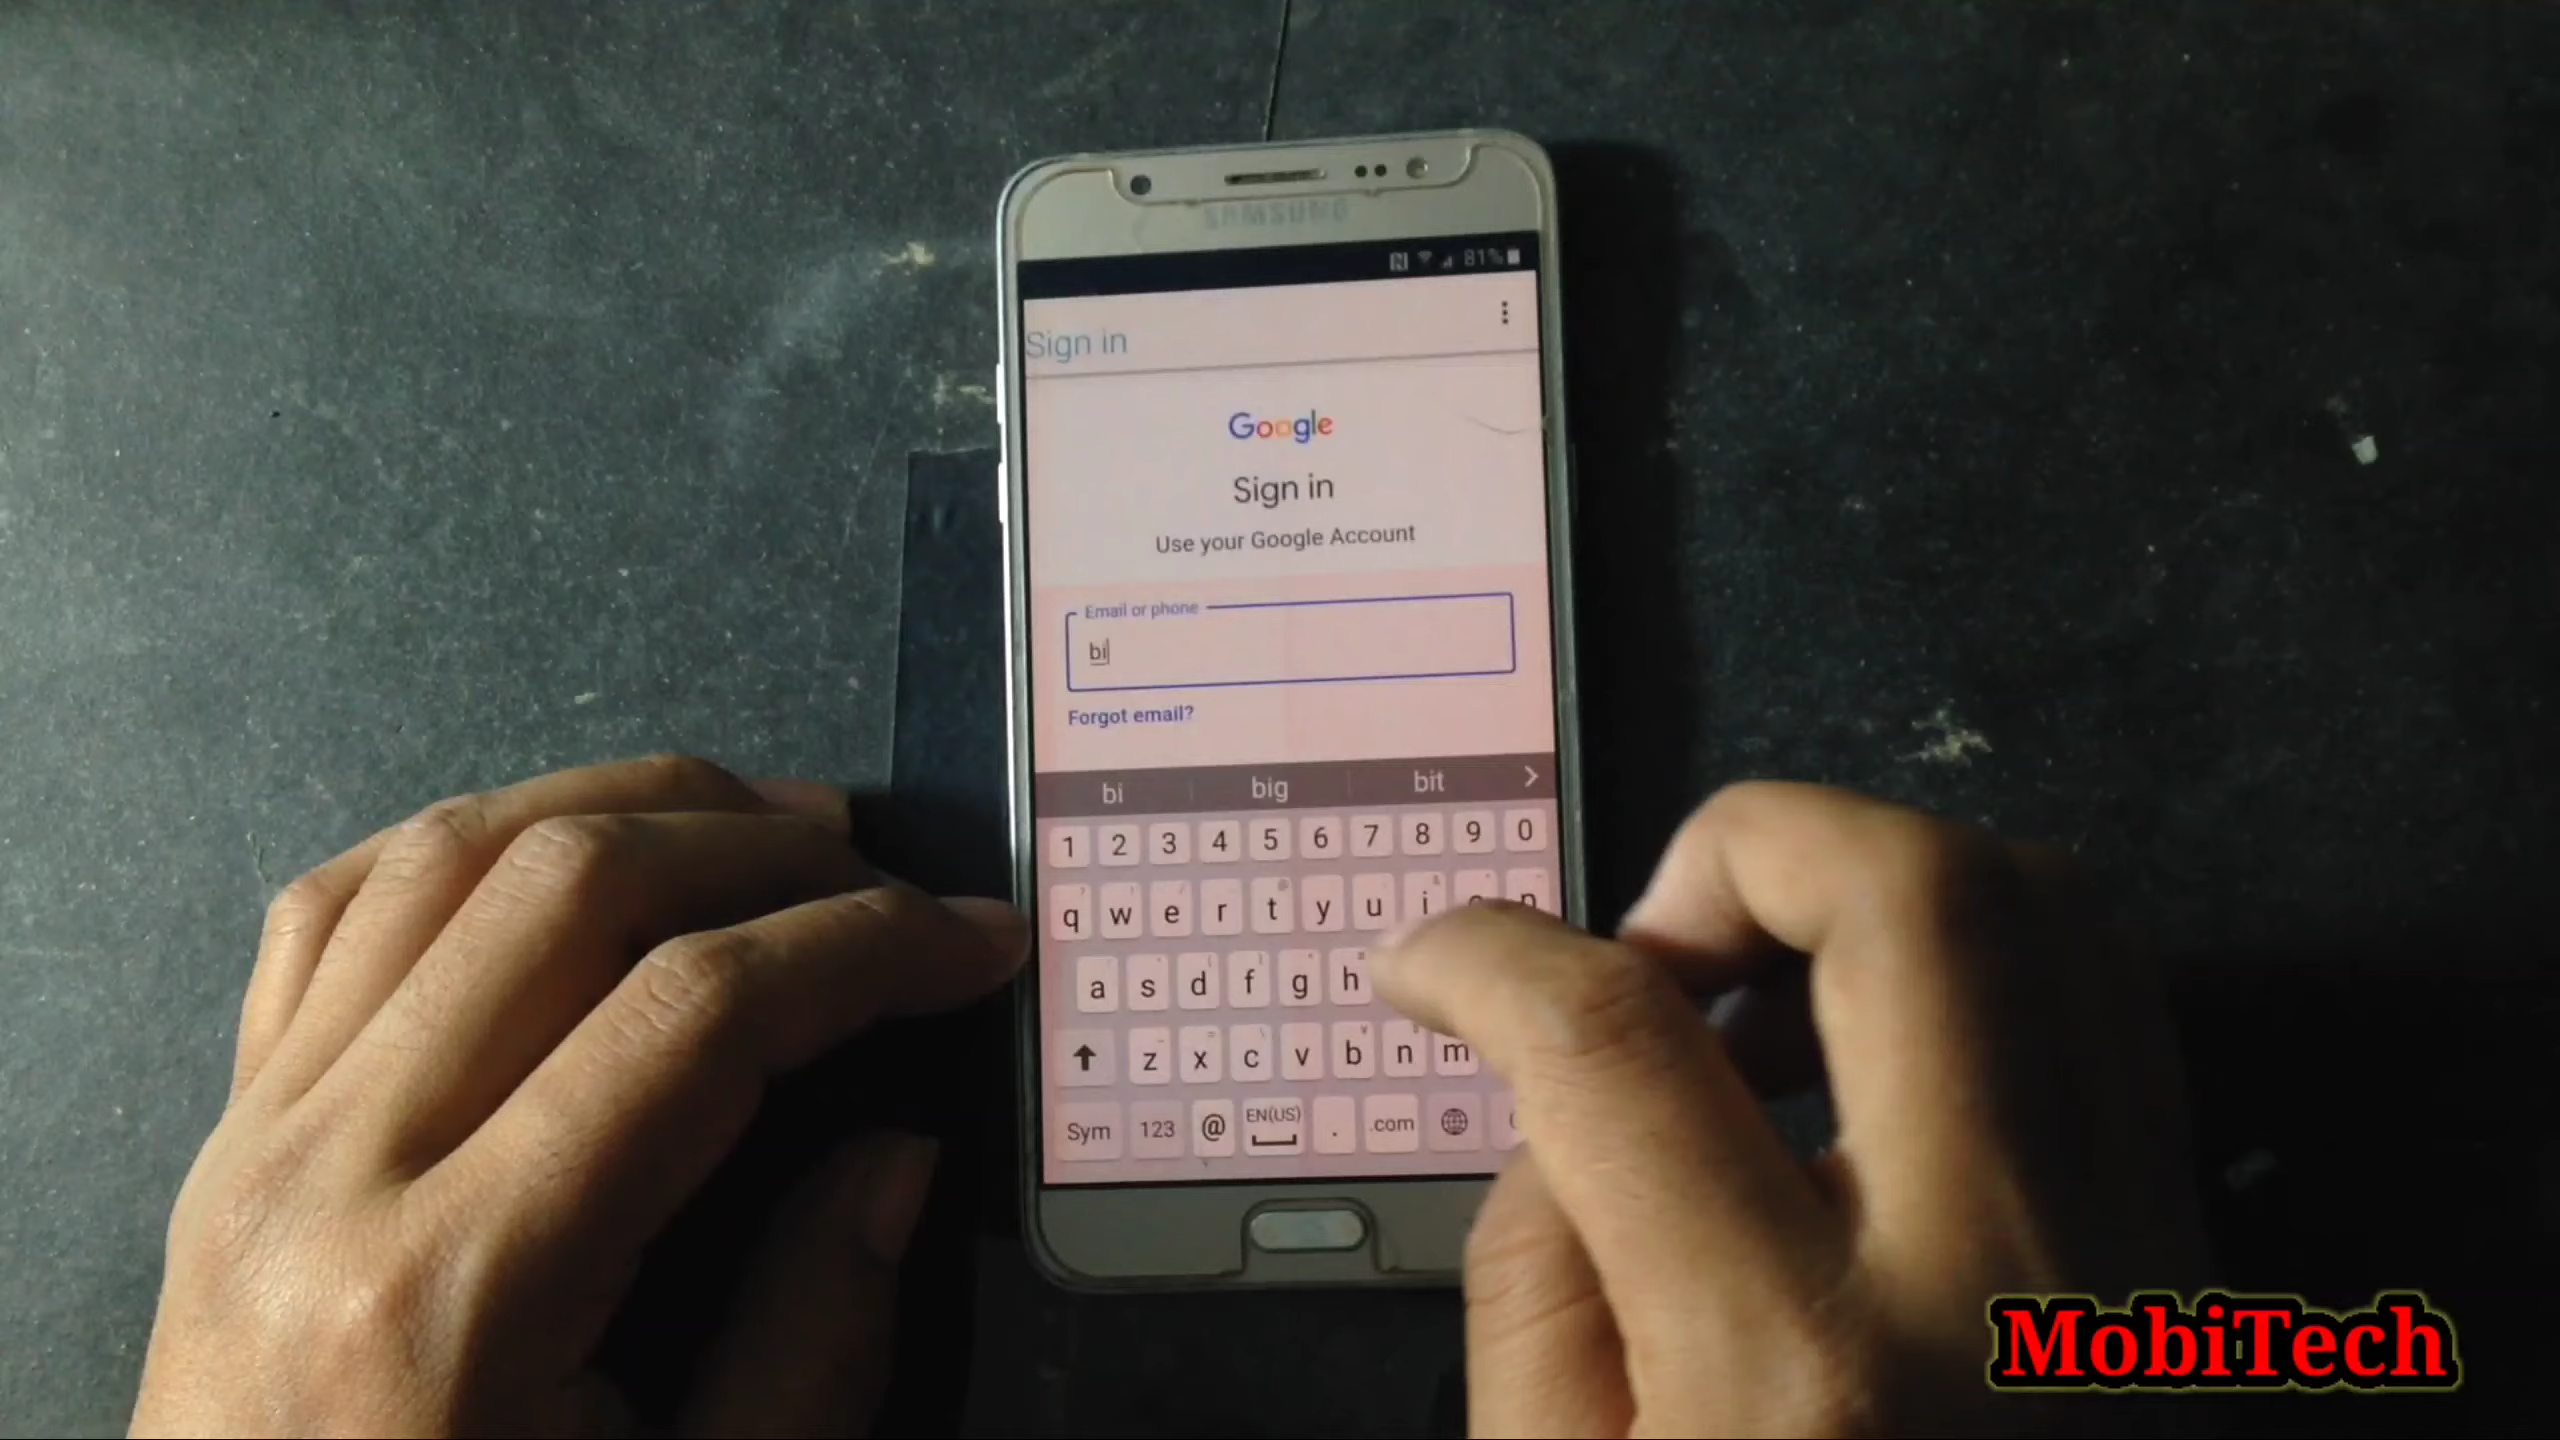 SAMSUNG
81%
Sign in
Google
Sign in
Use your Google Account
Email or phone
bi
Forgot email?
bi big bit
1 2 3 4 5 6 7 8 9 0
q w e r t y u i
a s d f g h
z x c v b n m
Sym 123 @ EN(US) . .com
MobiTech